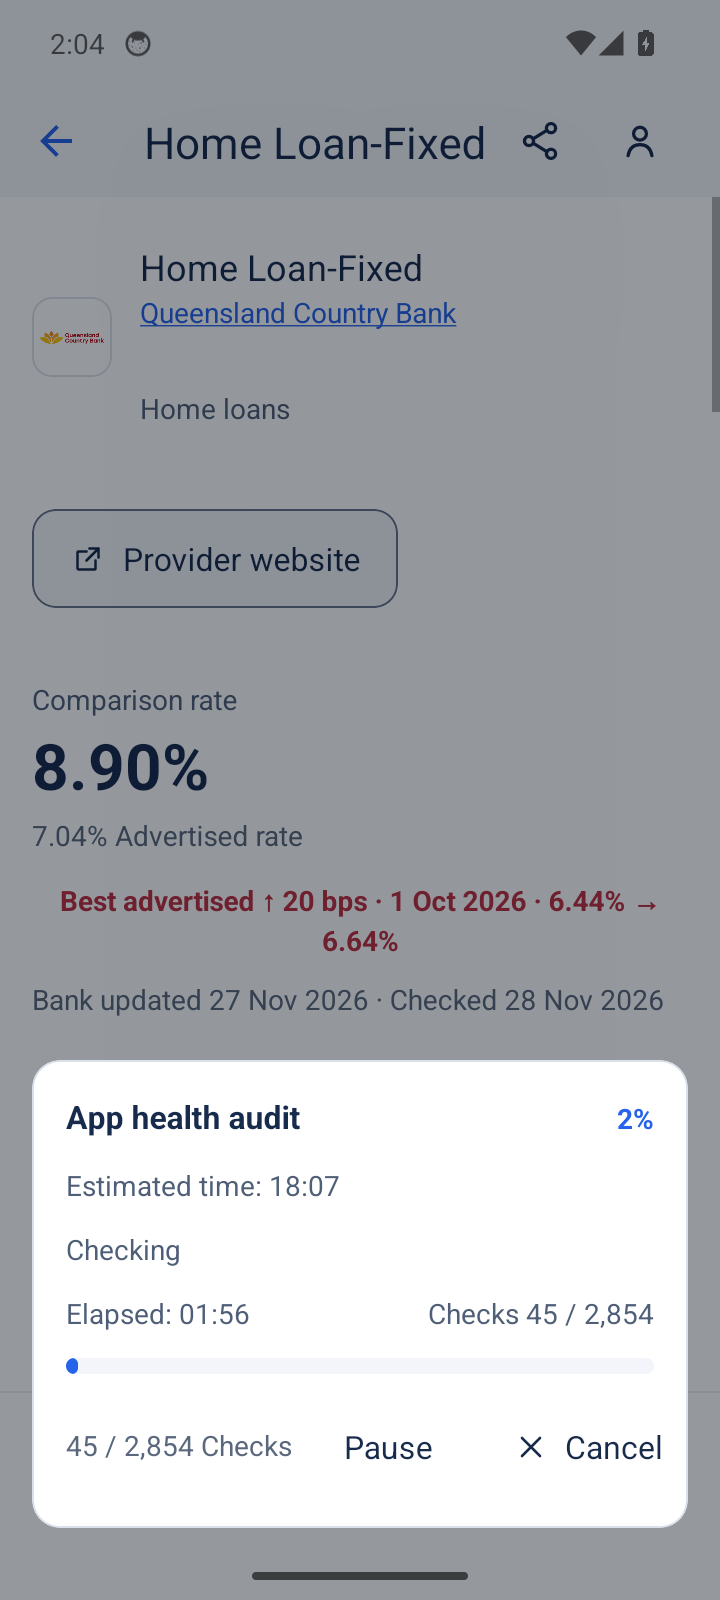 2:04
Home Loan-Fixed
Home Loan-Fixed
Queensland Country Bank
Queensland
Country Bank
Home loans
Provider website
Comparison rate
8.90%
7.04% Advertised rate
Best advertised ↑ 20 bps · 1 Oct 2026 · 6.44% →
6.64%
Bank updated 27 Nov 2026 · Checked 28 Nov 2026
App health audit 2%
Estimated time: 18:07
Checking
Elapsed: 01:56 Checks 45 / 2,854
45 / 2,854 Checks Pause Cancel